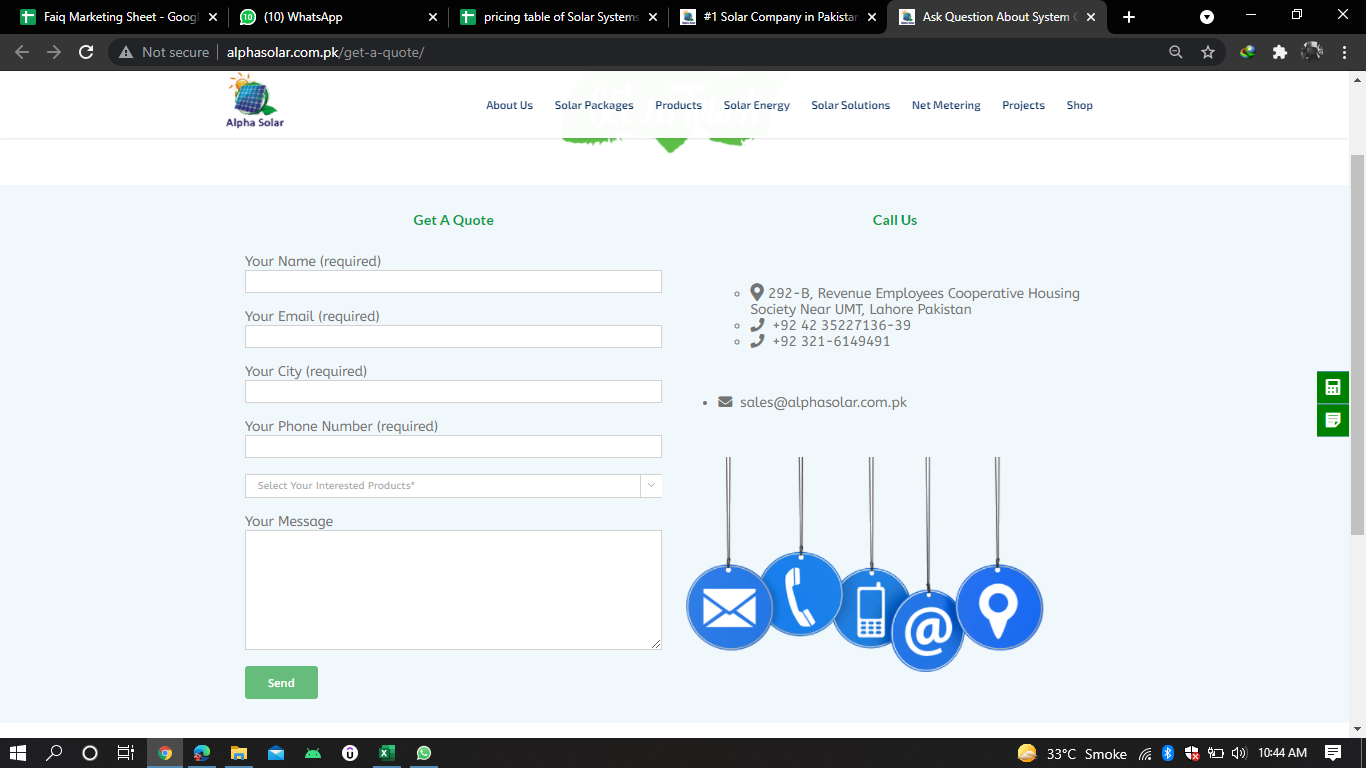 Faiq Marketing Sheet - Googl
(10) WhatsApp
pricing table of Solar Systems
#1 Solar Company in Pakistan
Ask Question About System
Not secure
alphasolar.com.pk/get-a-quote/
Alpha Solar
About Us
Solar Packages
Products
Solar Energy
Solar Solutions
Net Metering
Projects
Shop
Get in Touch
Get A Quote
Your Name (required)
Your Email (required)
Your City (required)
Your Phone Number (required)
Select Your Interested Products*
Your Message
Send
Call Us
292-B, Revenue Employees Cooperative Housing
Society Near UMT, Lahore Pakistan
+92 42 35227136-39
+92 321-6149491
sales@alphasolar.com.pk
@
33°C Smoke
10:44 AM